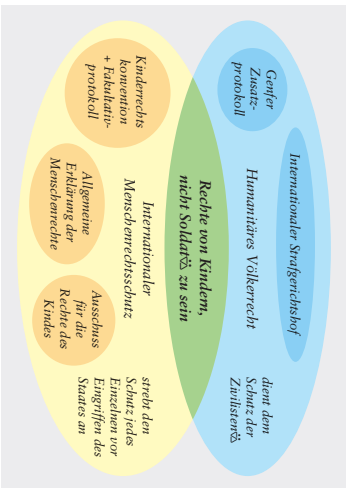 Internationaler Strafgerichtshof
Genfer
Zusatz-
protokoll
Humanitäres Völkerrecht
dient dem
Schutz der
Zivilisten⚥
Rechte von Kindern,
nicht Soldat⚥ zu sein
Kinderrechts
konvention
+ Fakultativ-
protokoll
Internationaler
Menschenrechtsschutz
strebt den
Schutz jedes
Einzelnen vor
Eingriffen des
Staates an
Allgemeine
Erklärung der
Menschenrechte
Ausschuss
für die
Rechte des
Kindes